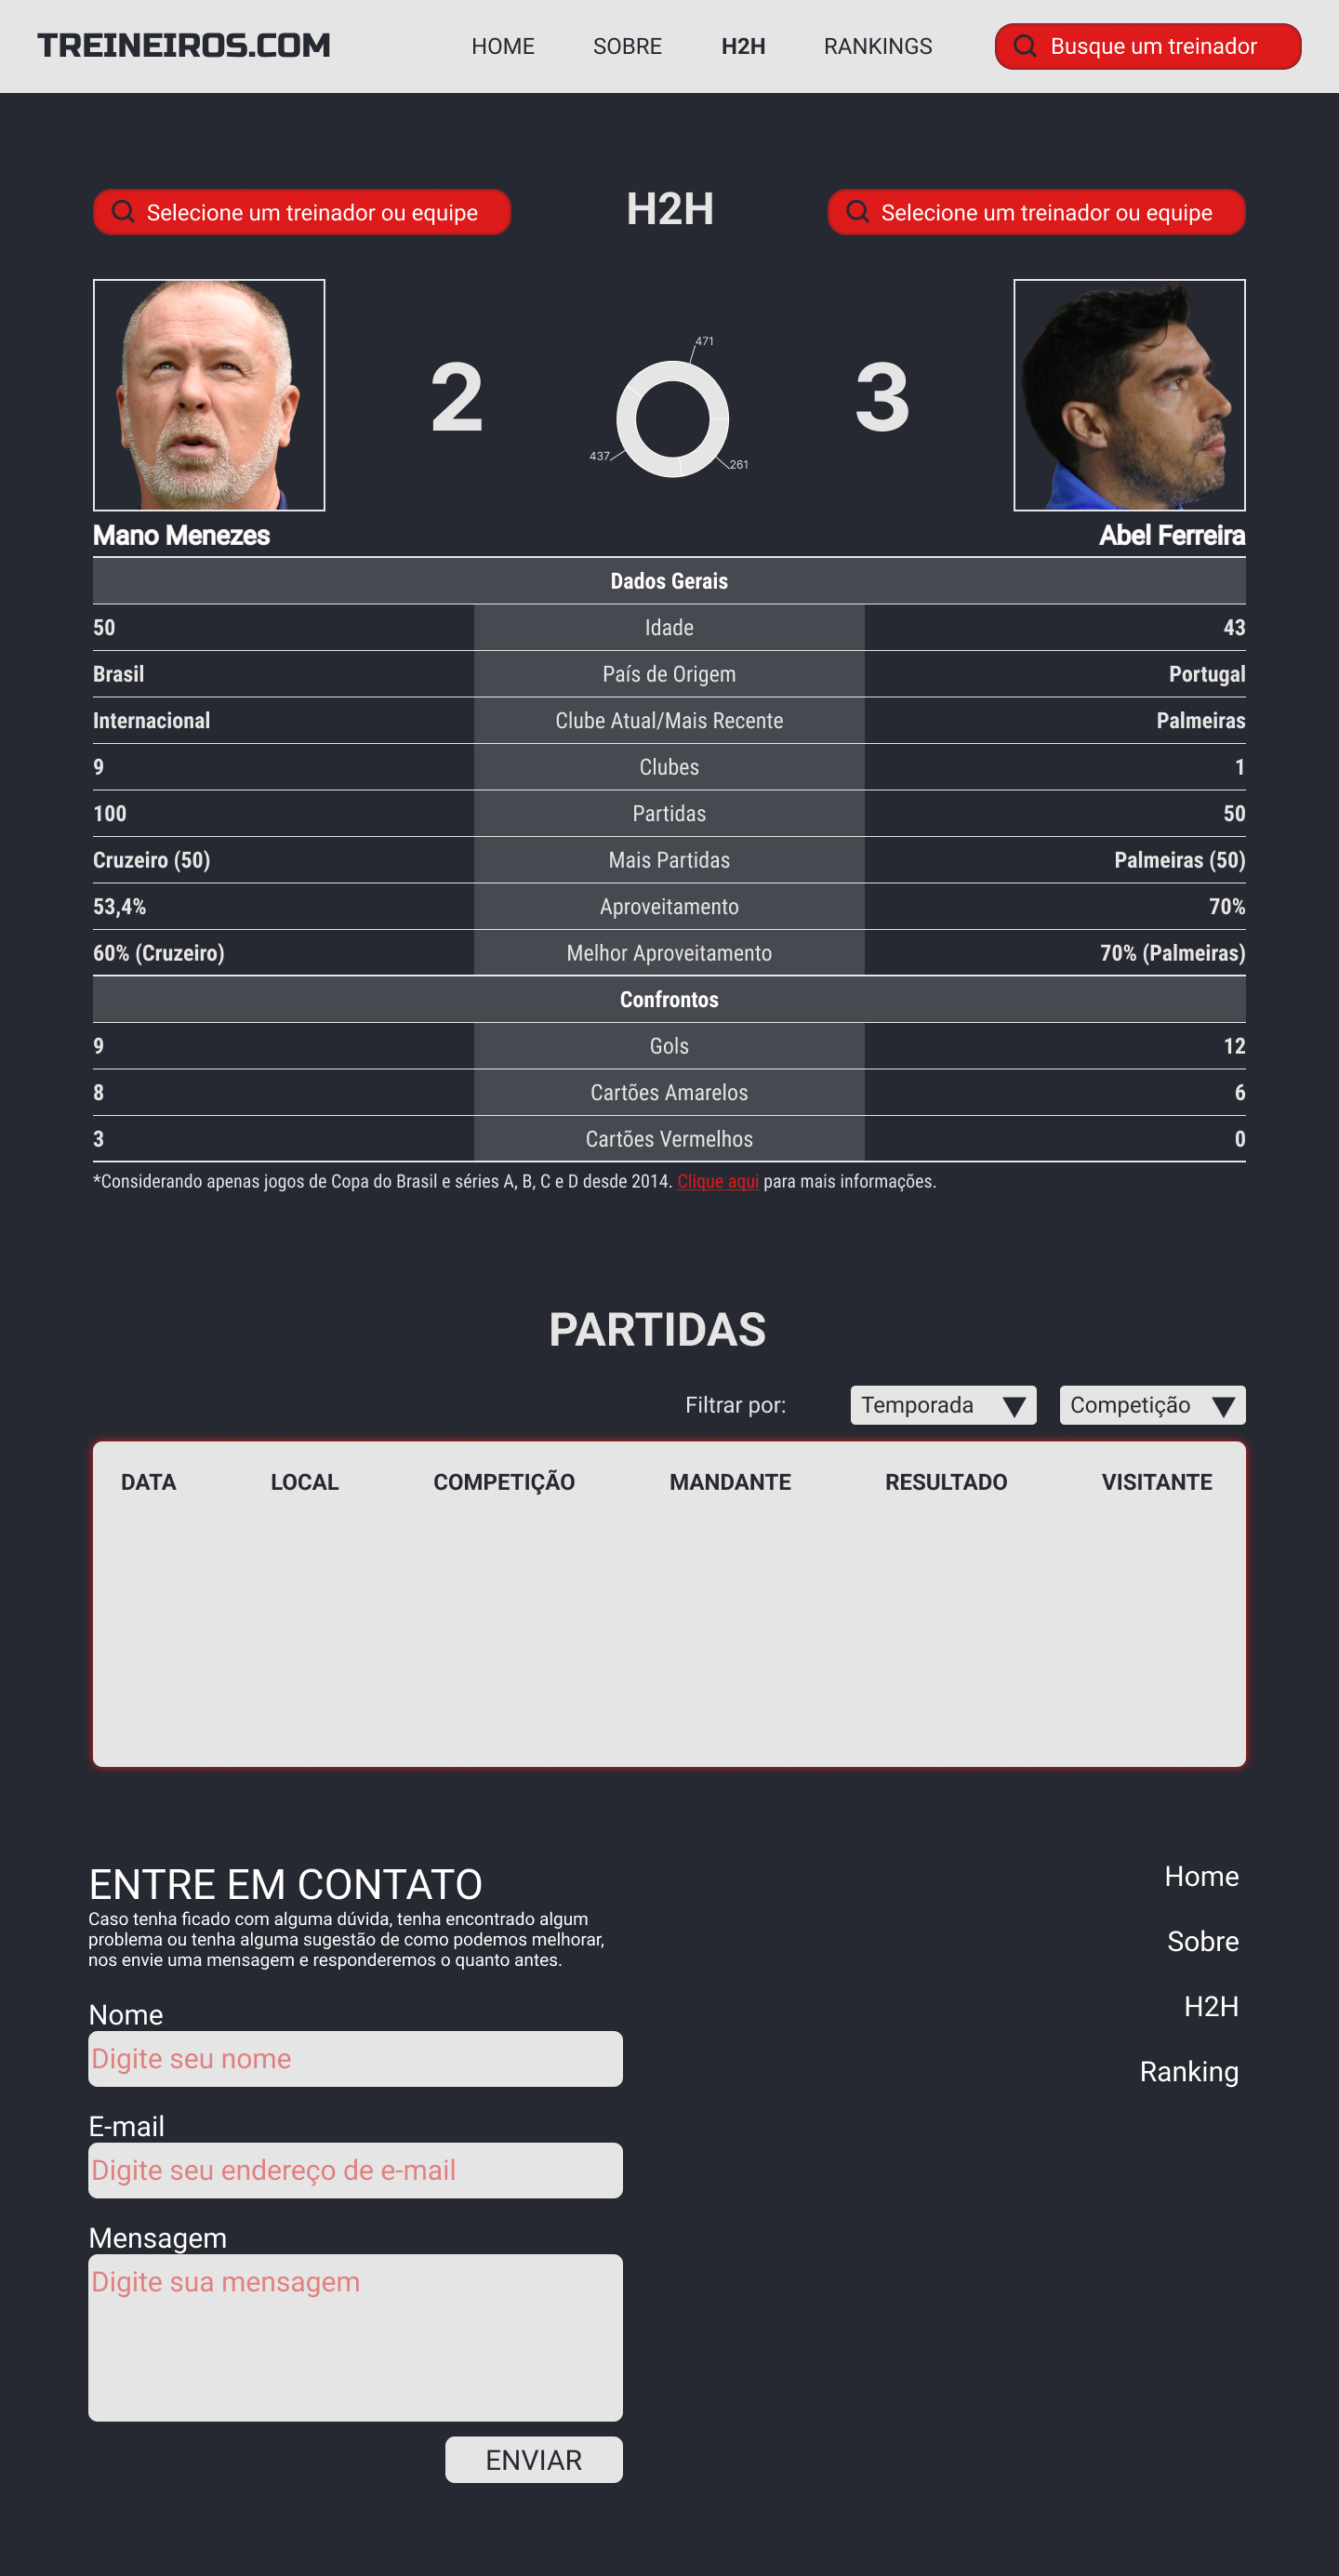 TREINEIROS.COM HOME SOBRE H2H RANKINGS Busque um treinador
Selecione um treinador ou equipe H2H Selecione um treinador ou equipe
471
2 3
437 261
Mano Menezes Abel Ferreira
Dados Gerais
50 Idade 43
Brasil País de Origem Portugal
Internacional Clube Atual/Mais Recente Palmeiras
9 Clubes 1
100 Partidas 50
Cruzeiro (50) Mais Partidas Palmeiras (50)
53,4% Aproveitamento 70%
60% (Cruzeiro) Melhor Aproveitamento 70% (Palmeiras)
Confrontos
9 Gols 12
8 Cartões Amarelos 6
3 Cartões Vermelhos 0
*Considerando apenas jogos de Copa do Brasil e séries A, B, C e D desde 2014. Clique aqui para mais informações.
PARTIDAS
Filtrar por: Temporada Competição
DATA LOCAL COMPETIÇÃO MANDANTE RESULTADO VISITANTE
ENTRE EM CONTATO
Caso tenha ficado com alguma dúvida, tenha encontrado algum
problema ou tenha alguma sugestão de como podemos melhorar,
nos envie uma mensagem e responderemos o quanto antes.
Nome
Digite seu nome
E-mail
Digite seu endereço de e-mail
Mensagem
Digite sua mensagem
ENVIAR
Home
Sobre
H2H
Ranking